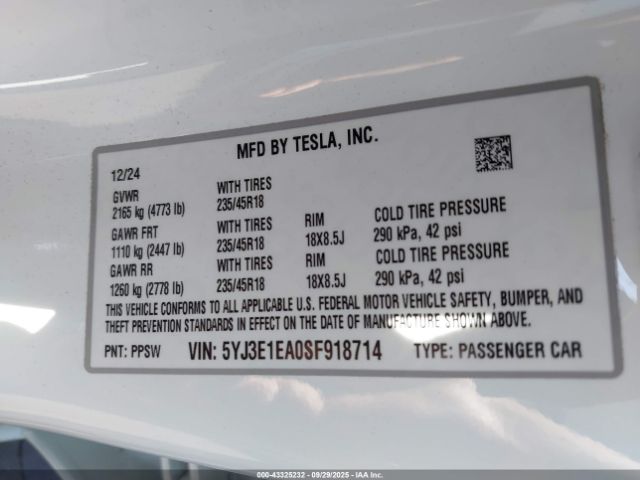 MFD BY TESLA, INC.
12/24
GVWR WITH TIRES
2165 kg (4773 lb) 235/45R18
GAWR FRT WITH TIRES RIM COLD TIRE PRESSURE
1110 kg (2447 lb) 235/45R18 18X8.5J 290 kPa, 42 psi
GAWR RR WITH TIRES RIM COLD TIRE PRESSURE
1260 kg (2778 lb) 235/45R18 18X8.5J 290 kPa, 42 psi
THIS VEHICLE CONFORMS TO ALL APPLICABLE U.S. FEDERAL MOTOR VEHICLE SAFETY, BUMPER, AND
THEFT PREVENTION STANDARDS IN EFFECT ON THE DATE OF MANUFACTURE SHOWN ABOVE.
PNT: PPSW VIN: 5YJ3E1EA0SF918714 TYPE: PASSENGER CAR
000-43325232 - 09/29/2025 - IAA Inc.